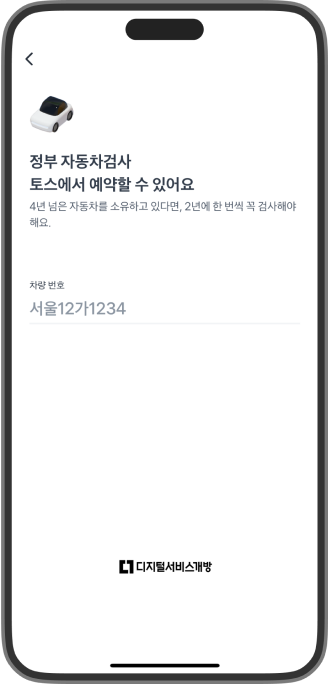 정부 자동차검사
토스에서 예약할 수 있어요
4년 넘은 자동차를 소유하고 있다면, 2년에 한 번씩 꼭 검사해야
해요.
차량 번호
서울12가1234
디지털서비스개방